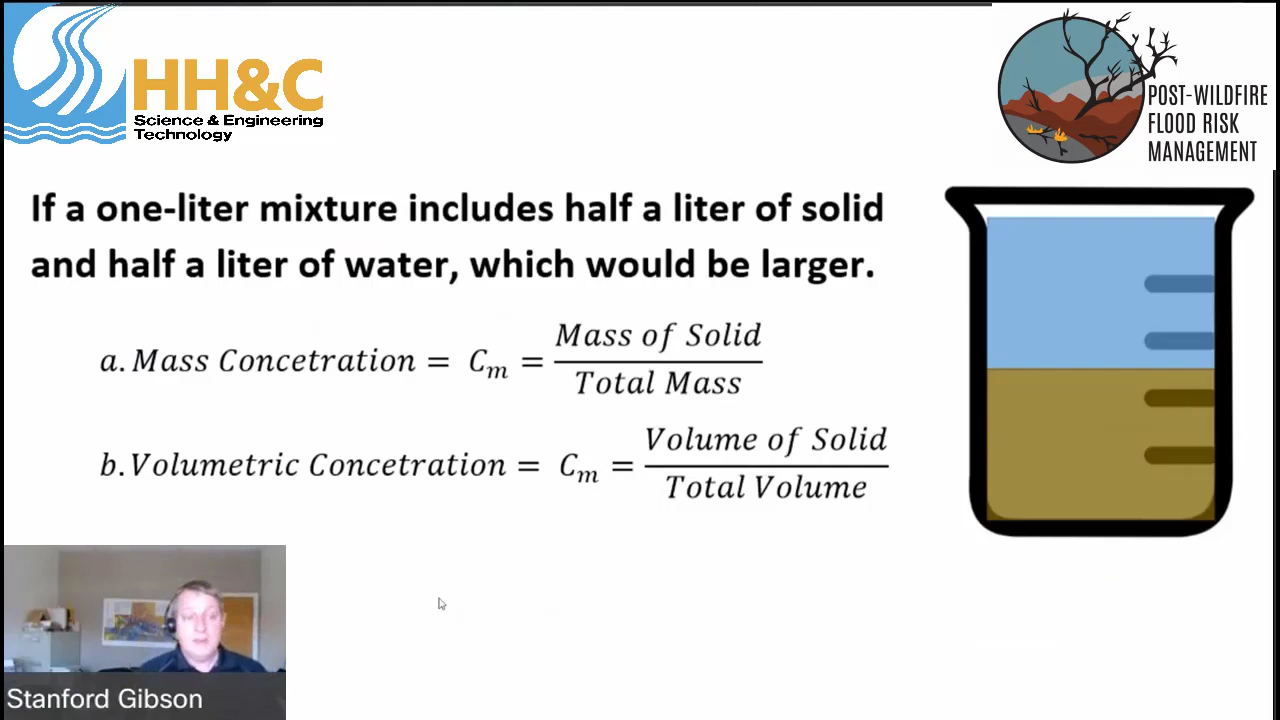 HH&C
Science & Engineering
Technology
POST-WILDFIRE
FLOOD RISK
MANAGEMENT
If a one-liter mixture includes half a liter of solid
and half a liter of water, which would be larger.
a. Mass Concetration = Cₘ = Mass of Solid / Total Mass
b. Volumetric Concetration = Cₘ = Volume of Solid / Total Volume
Stanford Gibson